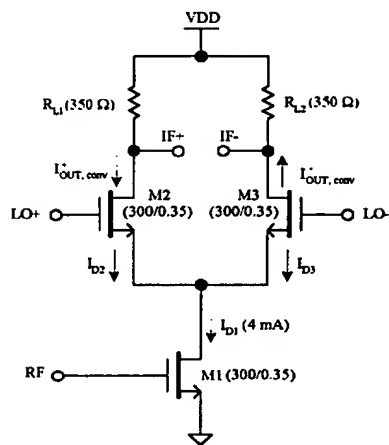 VDD
R_L1 (350 Ω)
R_L2 (350 Ω)
IF+
IF-
I⁺_OUT, conv
I⁻_OUT, conv
M2
(300/0.35)
M3
(300/0.35)
LO+
LO-
I_D2
I_D3
I_D1 (4 mA)
RF
M1 (300/0.35)